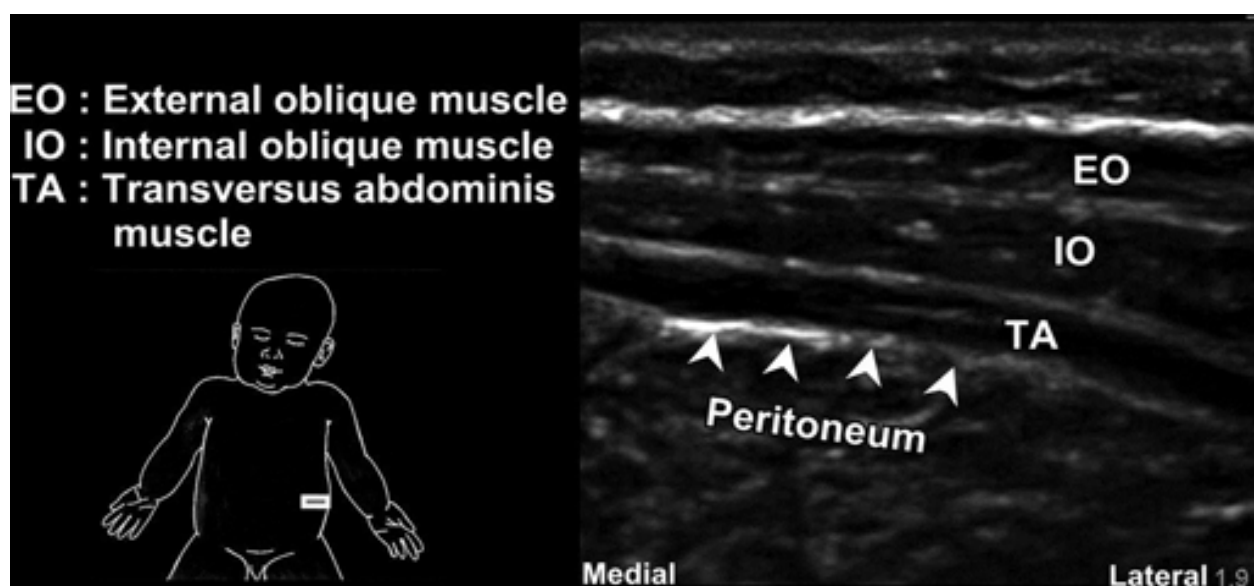 EO : External oblique muscle
IO : Internal oblique muscle
TA : Transversus abdominis
muscle
EO
IO
TA
Peritoneum
Medial
Lateral 1.9